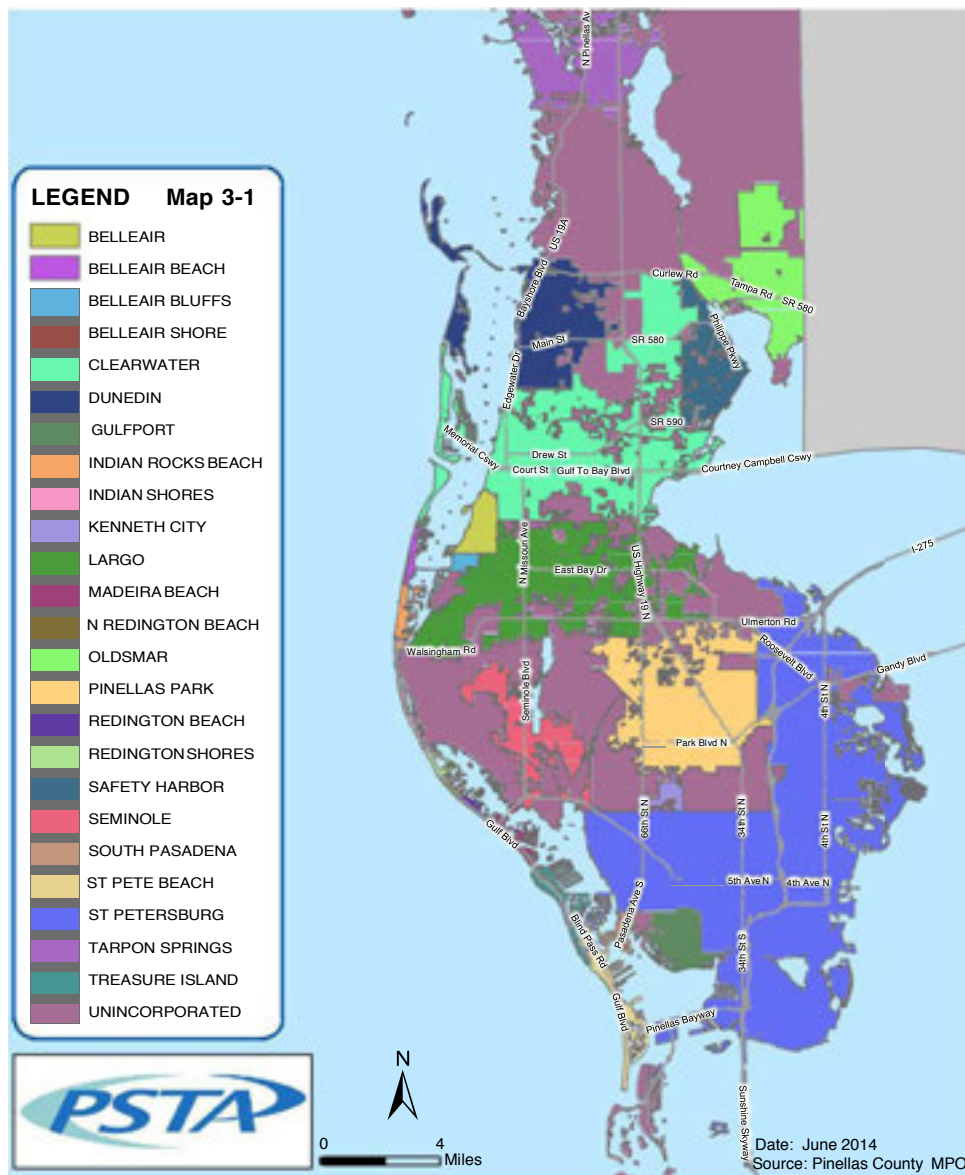 N Pinellas Av
LEGEND Map 3-1
BELLEAIR
BELLEAIR BEACH
BELLEAIR BLUFFS
BELLEAIR SHORE
CLEARWATER
DUNEDIN
GULFPORT
INDIAN ROCKS BEACH
INDIAN SHORES
KENNETH CITY
LARGO
MADEIRA BEACH
N REDINGTON BEACH
OLDSMAR
PINELLAS PARK
REDINGTON BEACH
REDINGTON SHORES
SAFETY HARBOR
SEMINOLE
SOUTH PASADENA
ST PETE BEACH
ST PETERSBURG
TARPON SPRINGS
TREASURE ISLAND
UNINCORPORATED
US 19A
Bayshore Blvd
Curlew Rd
Tampa Rd
SR 580
Philippe Pkwy
Main St
SR 580
Edgewater Dr
SR 590
Memorial Cswy
Drew St
Court St
Gulf To Bay Blvd
Courtney Campbell Cswy
N Missouri Ave
US Highway 19 N
I-275
East Bay Dr
Ulmerton Rd
Walsingham Rd
Roosevelt Blvd
Gandy Blvd
Seminole Blvd
4th St N
Park Blvd N
66th St N
34th St N
4th St N
Gulf Blvd
5th Ave N
4th Ave N
Pasadena Ave S
Blind Pass Rd
34th St S
Gulf Blvd
Pinellas Bayway
Sunshine Skyway
PSTA
N
0 4
Miles
Date: June 2014
Source: Pinellas County MPO